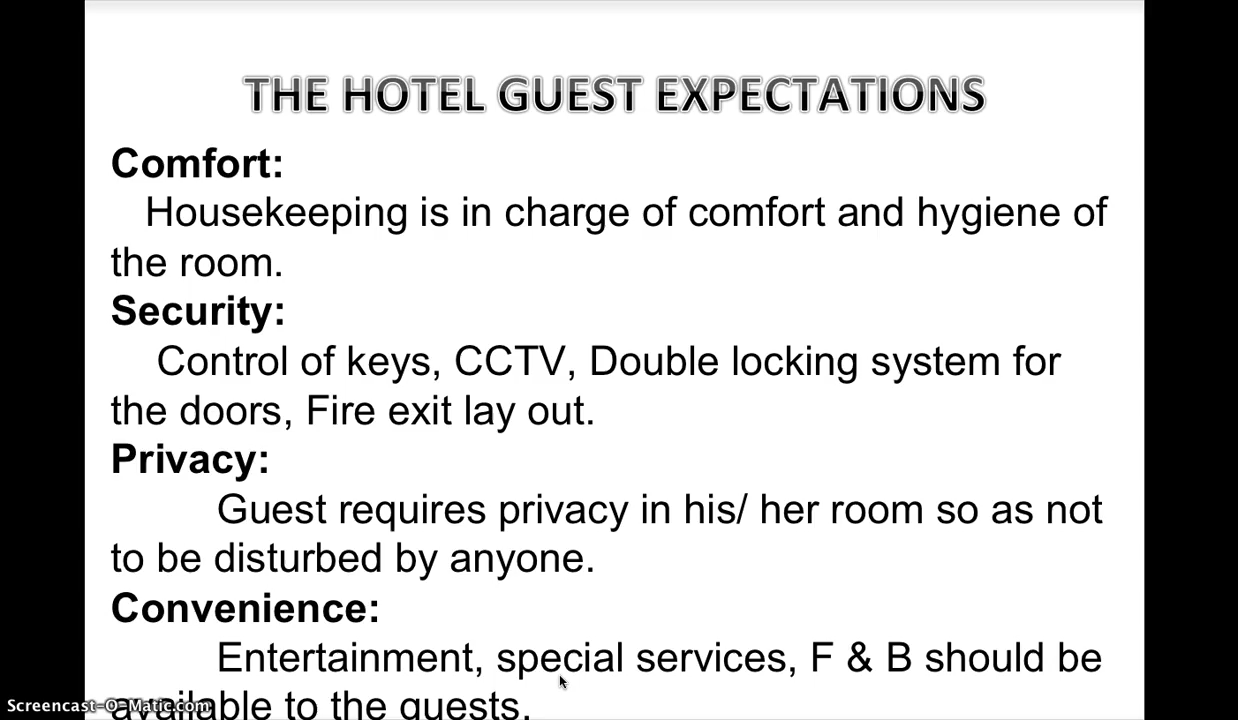 THE HOTEL GUEST EXPECTATIONS
Comfort:
Housekeeping is in charge of comfort and hygiene of
the room.
Security:
Control of keys, CCTV, Double locking system for
the doors, Fire exit lay out.
Privacy:
Guest requires privacy in his/ her room so as not
to be disturbed by anyone.
Convenience:
Entertainment, special services, F & B should be
available to the guests.
Screencast-O-Matic.com